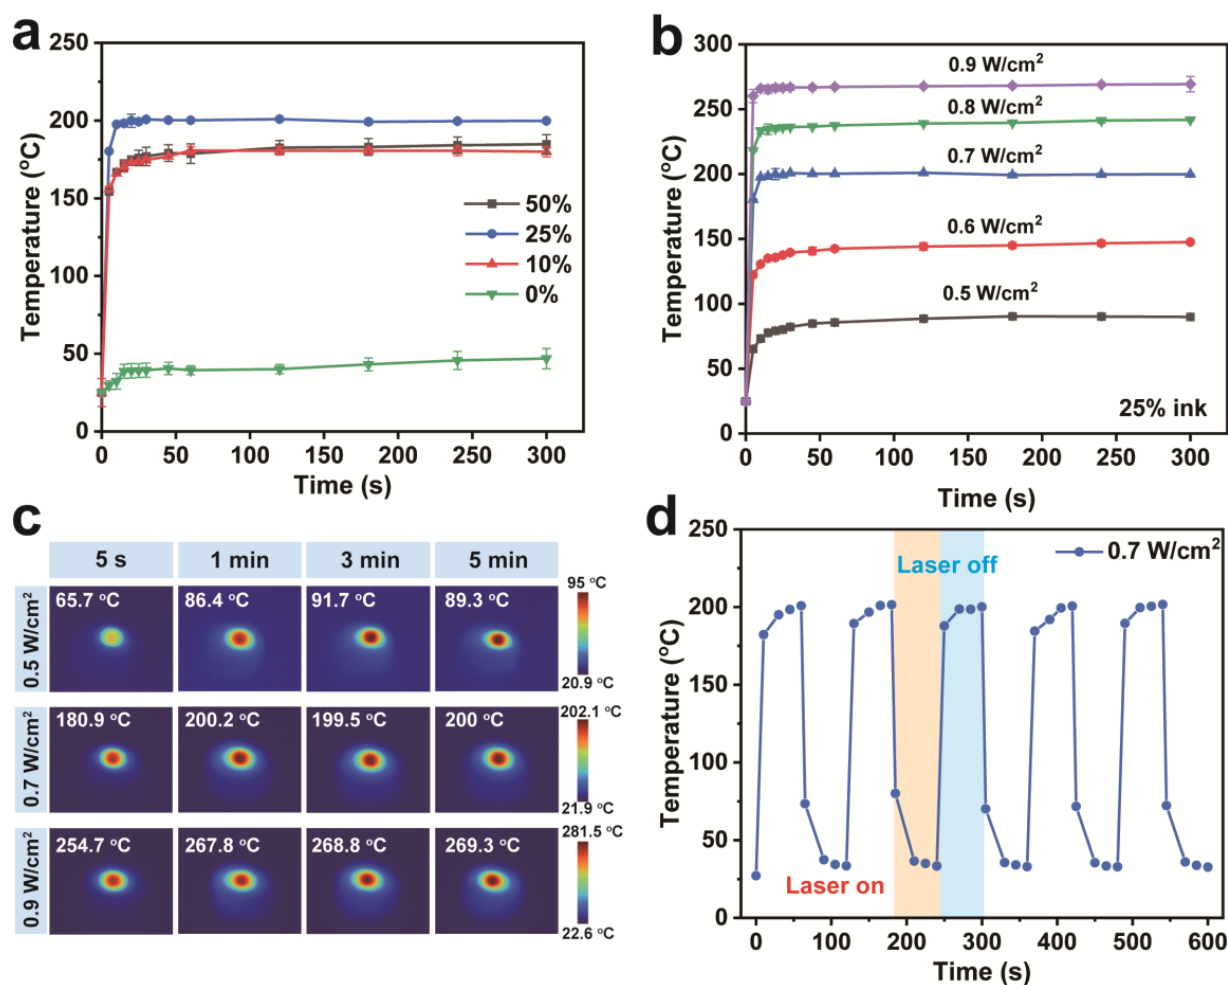 a
250
200
150
100
50
0
Temperature (°C)
50%
25%
10%
0%
0 50 100 150 200 250 300
Time (s)
b
300
250
200
150
100
50
0
Temperature (°C)
0.9 W/cm²
0.8 W/cm²
0.7 W/cm²
0.6 W/cm²
0.5 W/cm²
25% ink
0 50 100 150 200 250 300
Time (s)
c
5 s 1 min 3 min 5 min
0.5 W/cm²
65.7 °C 86.4 °C 91.7 °C 89.3 °C
95 °C
20.9 °C
0.7 W/cm²
180.9 °C 200.2 °C 199.5 °C 200 °C
202.1 °C
21.9 °C
0.9 W/cm²
254.7 °C 267.8 °C 268.8 °C 269.3 °C
281.5 °C
22.6 °C
d
250
200
150
100
50
0
Temperature (°C)
0.7 W/cm²
Laser off
Laser on
0 100 200 300 400 500 600
Time (s)